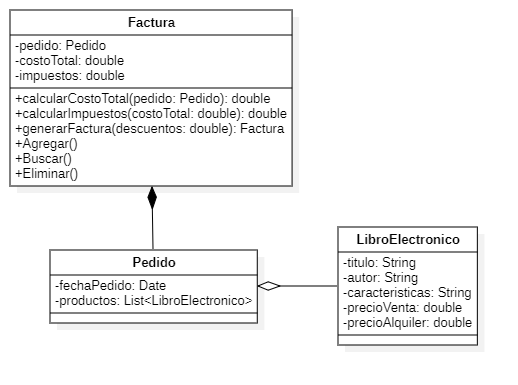 Factura
-pedido: Pedido
-costoTotal: double
-impuestos: double
+calcularCostoTotal(pedido: Pedido): double
+calcularImpuestos(costoTotal: double): double
+generarFactura(descuentos: double): Factura
+Agregar()
+Buscar()
+Eliminar()
Pedido
-fechaPedido: Date
-productos: List<LibroElectronico>
LibroElectronico
-titulo: String
-autor: String
-caracteristicas: String
-precioVenta: double
-precioAlquiler: double